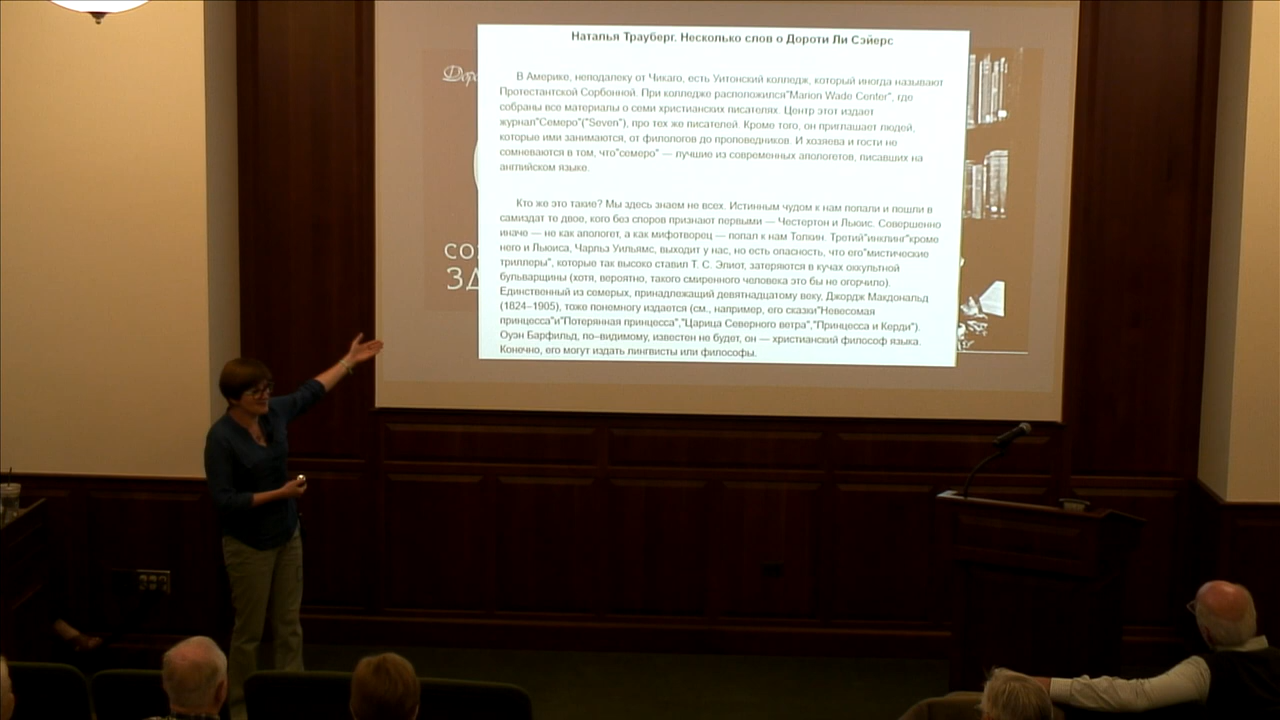 Наталья Трауберг. Несколько слов о Дороти Ли Сэйерс
В Америке, неподалеку от Чикаго, есть Уитонский колледж, который иногда называют
Протестантской Сорбонной. При колледже расположился"Marion Wade Center", где
собраны все материалы о семи христианских писателях. Центр этот издает
журнал"Семеро"("Seven"), про тех же писателей. Кроме того, он приглашает людей,
которые ими занимаются, от филологов до проповедников. И хозяева и гости не
сомневаются в том, что"семеро" — лучшие из современных апологетов, писавших на
английском языке.
Кто же это такие? Мы здесь знаем не всех. Истинным чудом к нам попали и пошли в
самиздат те двое, кого без споров признают первыми — Честертон и Льюис. Совершенно
иначе — не как апологет, а как мифотворец — попал к нам Толкин. Третий"инклинг"кроме
него и Льюиса, Чарльз Уильямс, выходит у нас, но есть опасность, что его"мистические
триллеры", которые так высоко ставил Т. С. Элиот, затеряются в кучах оккультной
бульварщины (хотя, вероятно, такого смиренного человека это бы не огорчило).
Единственный из семерых, принадлежащий девятнадцатому веку, Джордж Макдональд
(1824–1905), тоже понемногу издается (см., например, его сказки"Невесомая
принцесса"и"Потерянная принцесса","Царица Северного ветра","Принцесса и Керди").
Оуэн Барфильд, по–видимому, известен не будет, он — христианский философ языка.
Конечно, его могут издать лингвисты или философы.